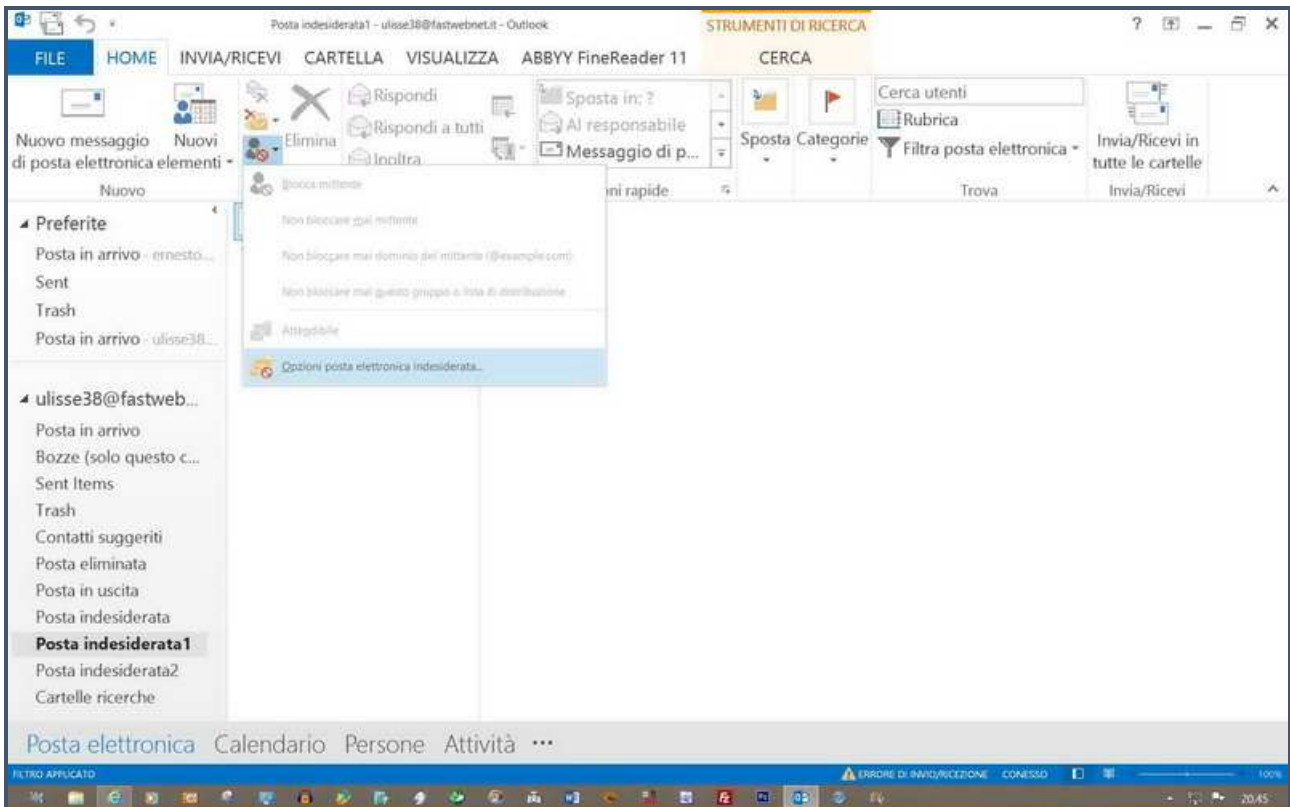 Posta indesiderata1 - ulisse38@fastwebnet.it - Outlook
STRUMENTI DI RICERCA
FILE HOME INVIA/RICEVI CARTELLA VISUALIZZA ABBYY FineReader 11 CERCA
Nuovo messaggio di posta elettronica
Nuovi elementi
Nuovo
Elimina
Rispondi
Rispondi a tutti
Inoltra
Sposta in: ?
Al responsabile
Messaggio di p...
ni rapide
Sposta
Categorie
Cerca utenti
Rubrica
Filtra posta elettronica
Trova
Invia/Ricevi in
tutte le cartelle
Invia/Ricevi
Blocca mittente
Non bloccare mai mittente
Non bloccare mai dominio del mittente (@example.com)
Non bloccare mai questo gruppo o lista di distribuzione
Attendibile
Opzioni posta elettronica indesiderata...
Preferite
Posta in arrivo - ernesto...
Sent
Trash
Posta in arrivo - ulisse38...
ulisse38@fastweb...
Posta in arrivo
Bozze (solo questo c...
Sent Items
Trash
Contatti suggeriti
Posta eliminata
Posta in uscita
Posta indesiderata
Posta indesiderata1
Posta indesiderata2
Cartelle ricerche
Posta elettronica Calendario Persone Attività ...
FILTRO APPLICATO
ERRORE DI INVIO/RICEZIONE CONNESSO 100%
20.45